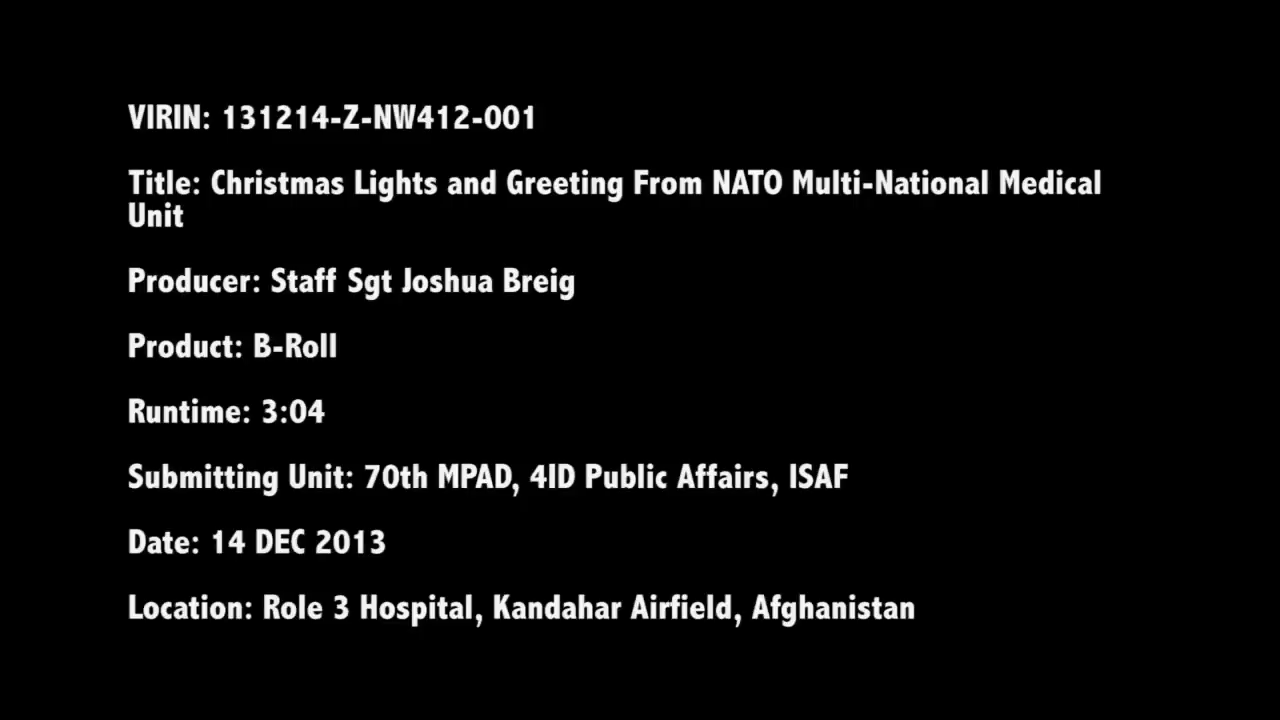 VIRIN: 131214-Z-NW412-001
Title: Christmas Lights and Greeting From NATO Multi-National Medical
Unit
Producer: Staff Sgt Joshua Breig
Product: B-Roll
Runtime: 3:04
Submitting Unit: 70th MPAD, 4ID Public Affairs, ISAF
Date: 14 DEC 2013
Location: Role 3 Hospital, Kandahar Airfield, Afghanistan